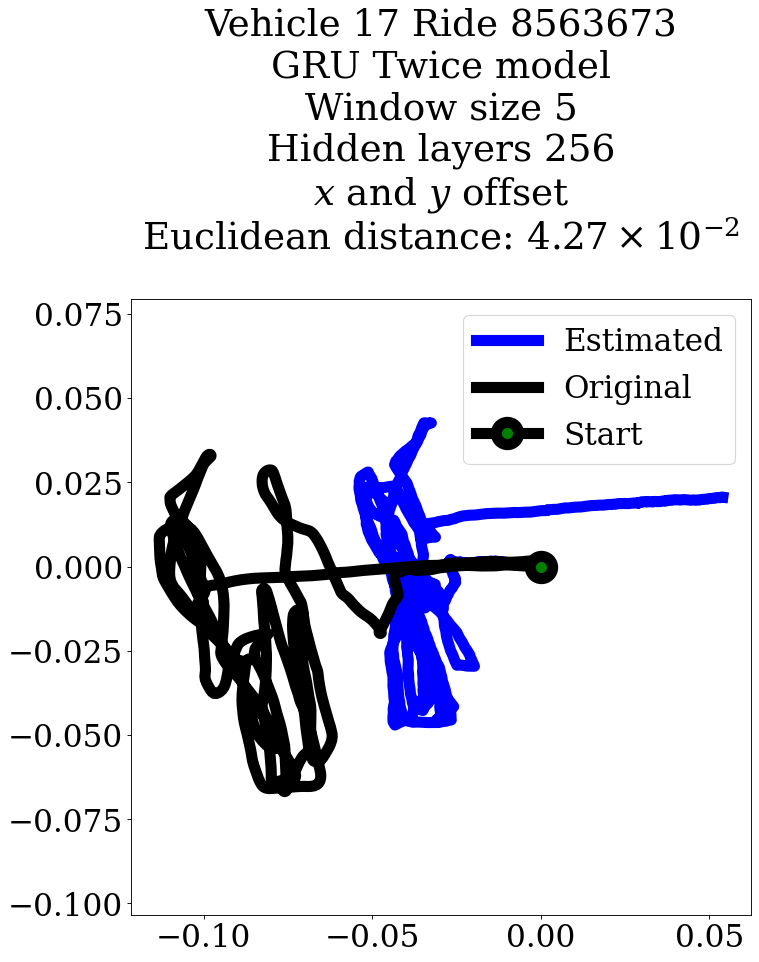 Vehicle 17 Ride 8563673
GRU Twice model
Window size 5
Hidden layers 256
x and y offset
Euclidean distance: 4.27 × 10⁻²
Estimated
Original
Start
0.075
0.050
0.025
0.000
−0.025
−0.050
−0.075
−0.100
−0.10
−0.05
0.00
0.05